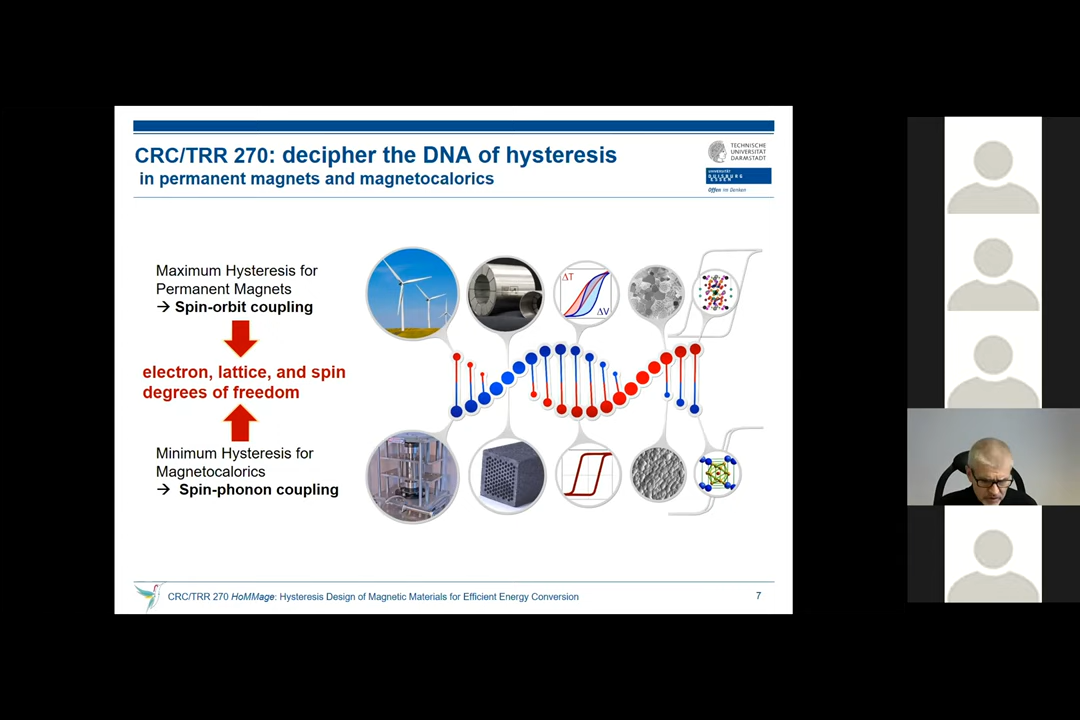 CRC/TRR 270: decipher the DNA of hysteresis
in permanent magnets and magnetocalorics
TECHNISCHE
UNIVERSITÄT
DARMSTADT
UNIVERSITÄT
DUISBURG
ESSEN
Offen im Denken
Maximum Hysteresis for
Permanent Magnets
→ Spin-orbit coupling
electron, lattice, and spin
degrees of freedom
Minimum Hysteresis for
Magnetocalorics
→ Spin-phonon coupling
ΔT
ΔV
CRC/TRR 270 HoMMage: Hysteresis Design of Magnetic Materials for Efficient Energy Conversion
7